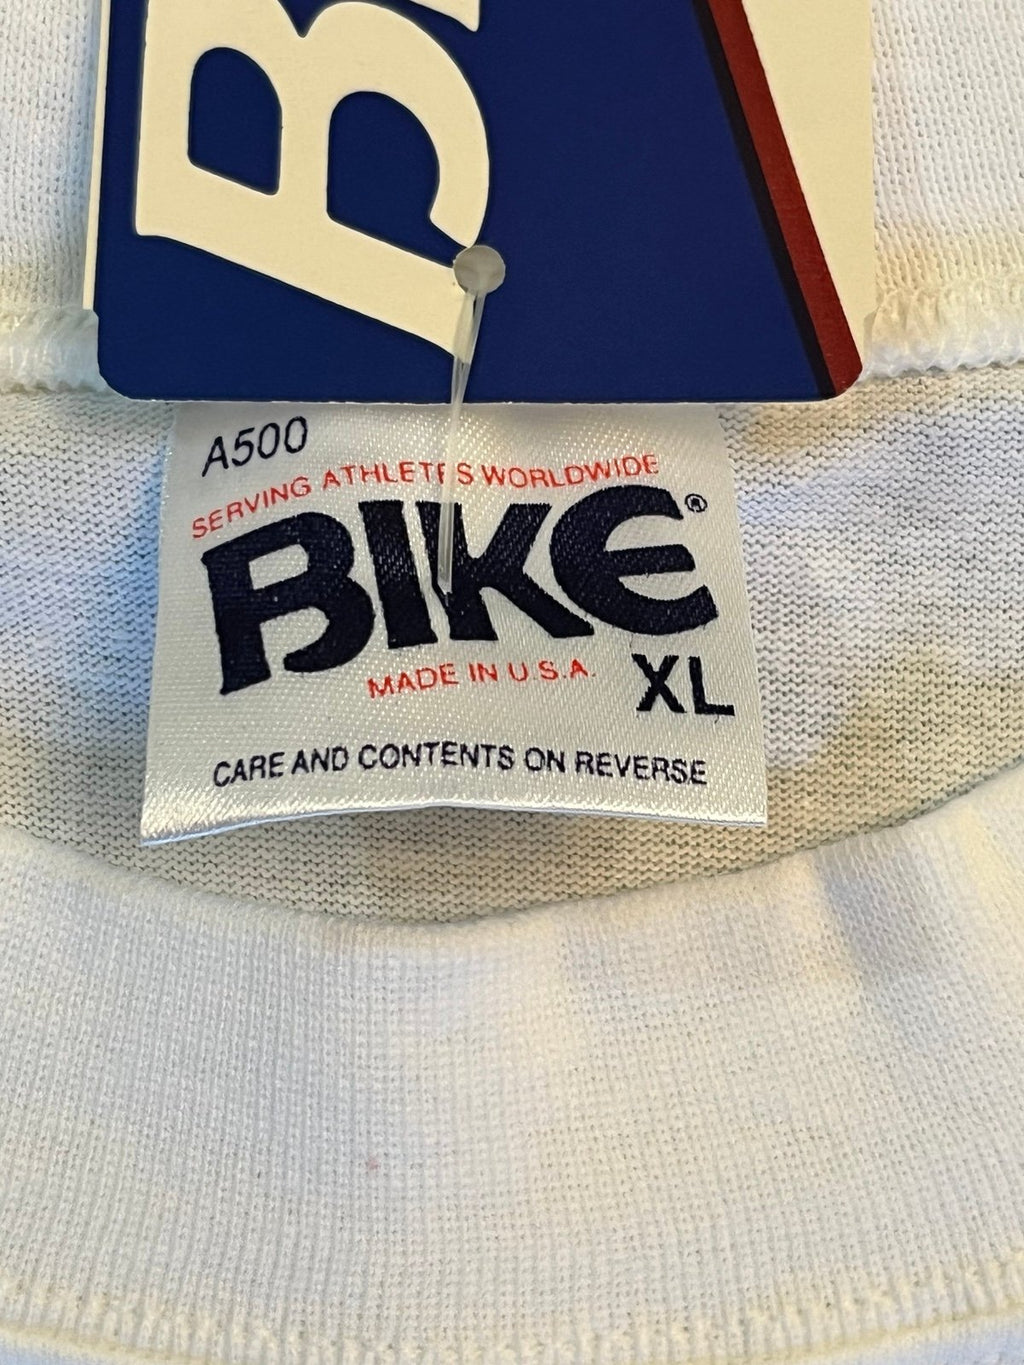 A500
SERVING ATHLETES WORLDWIDE
BIKE®
MADE IN U.S.A.
XL
CARE AND CONTENTS ON REVERSE